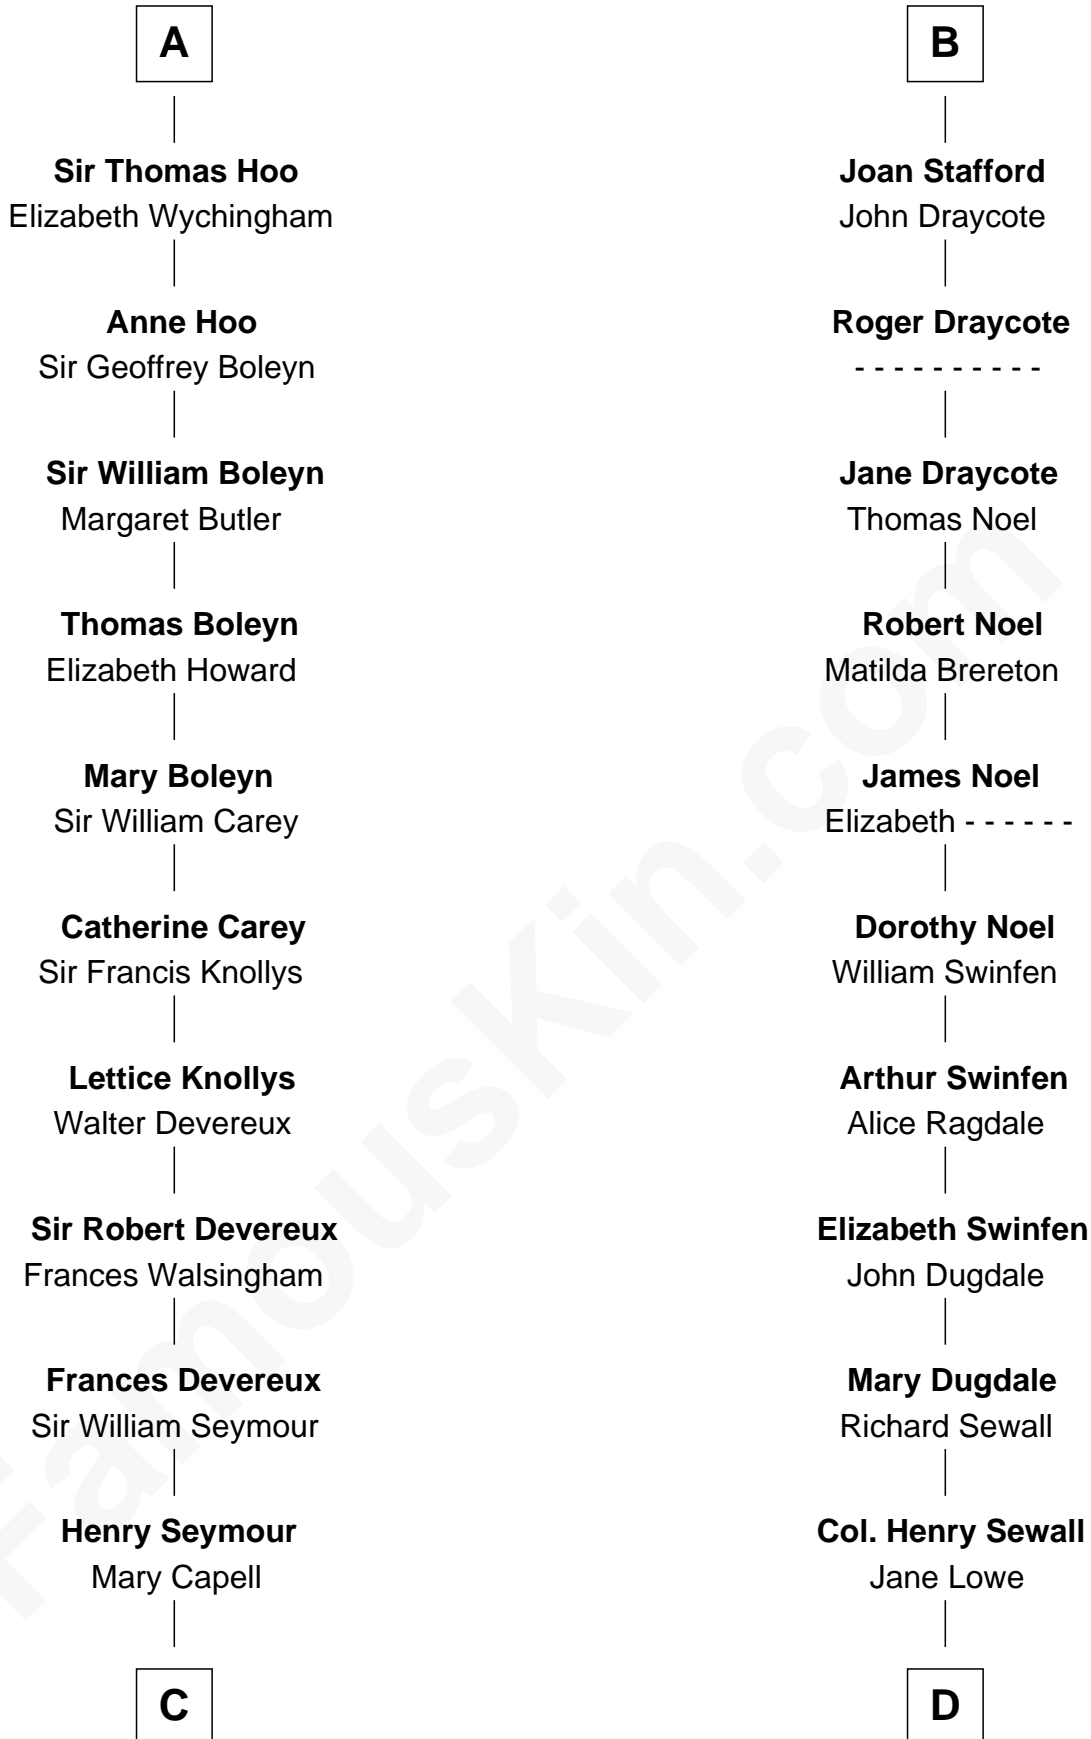 A
Sir Thomas Hoo
Elizabeth Wychingham
Anne Hoo
Sir Geoffrey Boleyn
Sir William Boleyn
Margaret Butler
Thomas Boleyn
Elizabeth Howard
Mary Boleyn
Sir William Carey
Catherine Carey
Sir Francis Knollys
Lettice Knollys
Walter Devereux
Sir Robert Devereux
Frances Walsingham
Frances Devereux
Sir William Seymour
Henry Seymour
Mary Capell
C
B
Joan Stafford
John Draycote
Roger Draycote
- - - - - - - - - -
Jane Draycote
Thomas Noel
Robert Noel
Matilda Brereton
James Noel
Elizabeth - - - - - -
Dorothy Noel
William Swinfen
Arthur Swinfen
Alice Ragdale
Elizabeth Swinfen
John Dugdale
Mary Dugdale
Richard Sewall
Col. Henry Sewall
Jane Lowe
D
FamousKin.com